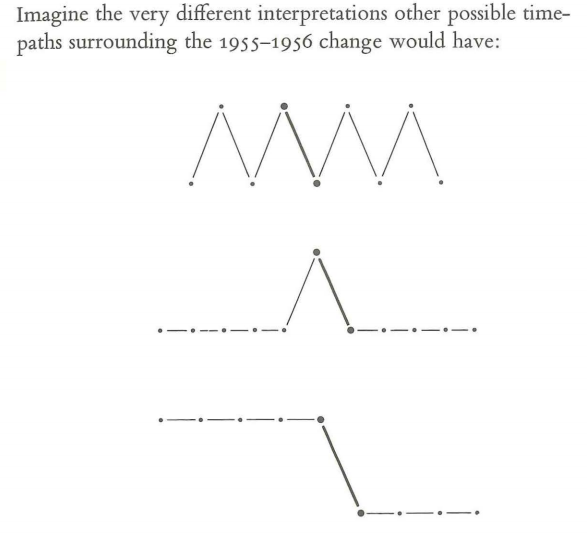 Imagine the very different interpretations other possible time-
paths surrounding the 1955–1956 change would have: